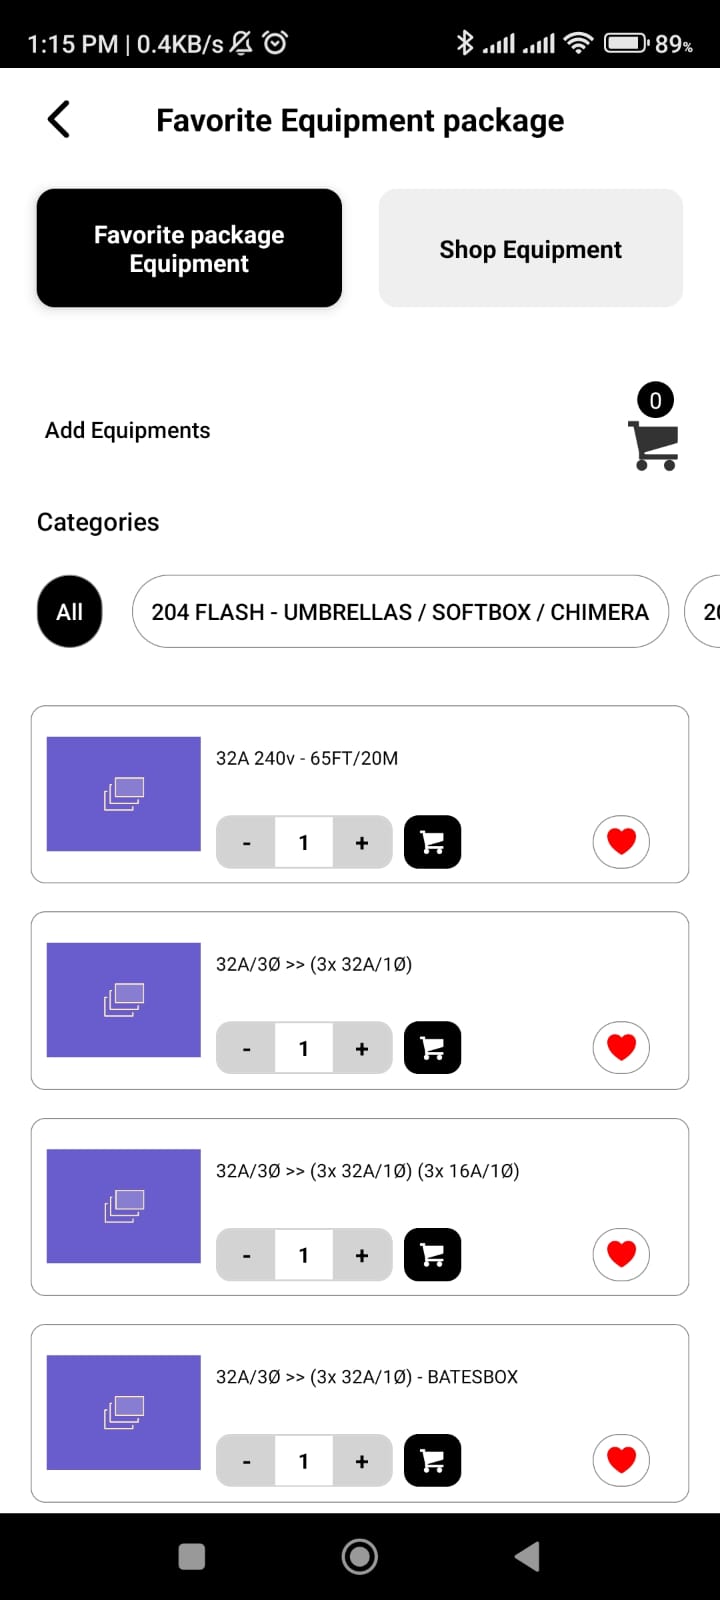 1:15 PM | 0.4KB/s
89%
Favorite Equipment package
Favorite package
Equipment
Shop Equipment
0
Add Equipments
Categories
All
204 FLASH - UMBRELLAS / SOFTBOX / CHIMERA
32A 240v - 65FT/20M
- 1 +
32A/3Ø >> (3x 32A/1Ø)
- 1 +
32A/3Ø >> (3x 32A/1Ø) (3x 16A/1Ø)
- 1 +
32A/3Ø >> (3x 32A/1Ø) - BATESBOX
- 1 +